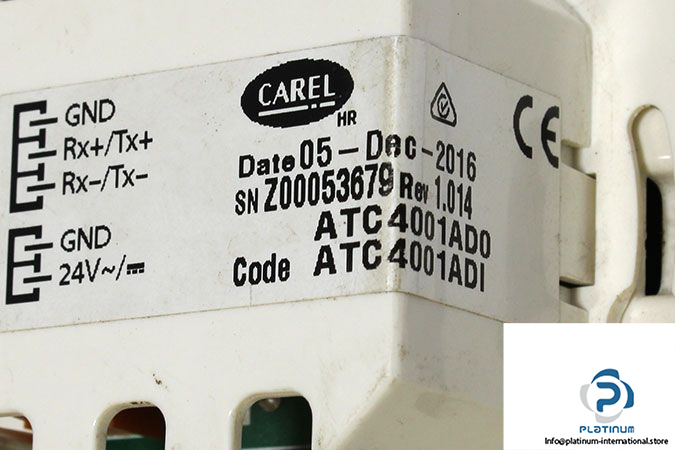 GND
Rx+/Tx+
Rx-/Tx-
GND
24V~/⎓
CAREL
HR
CE
Date 05-Dec-2016
SN Z00053679 Rev 1.014
ATC4001AD0
Code ATC4001ADI
P
PLATINUM
Info@platinum-international.store